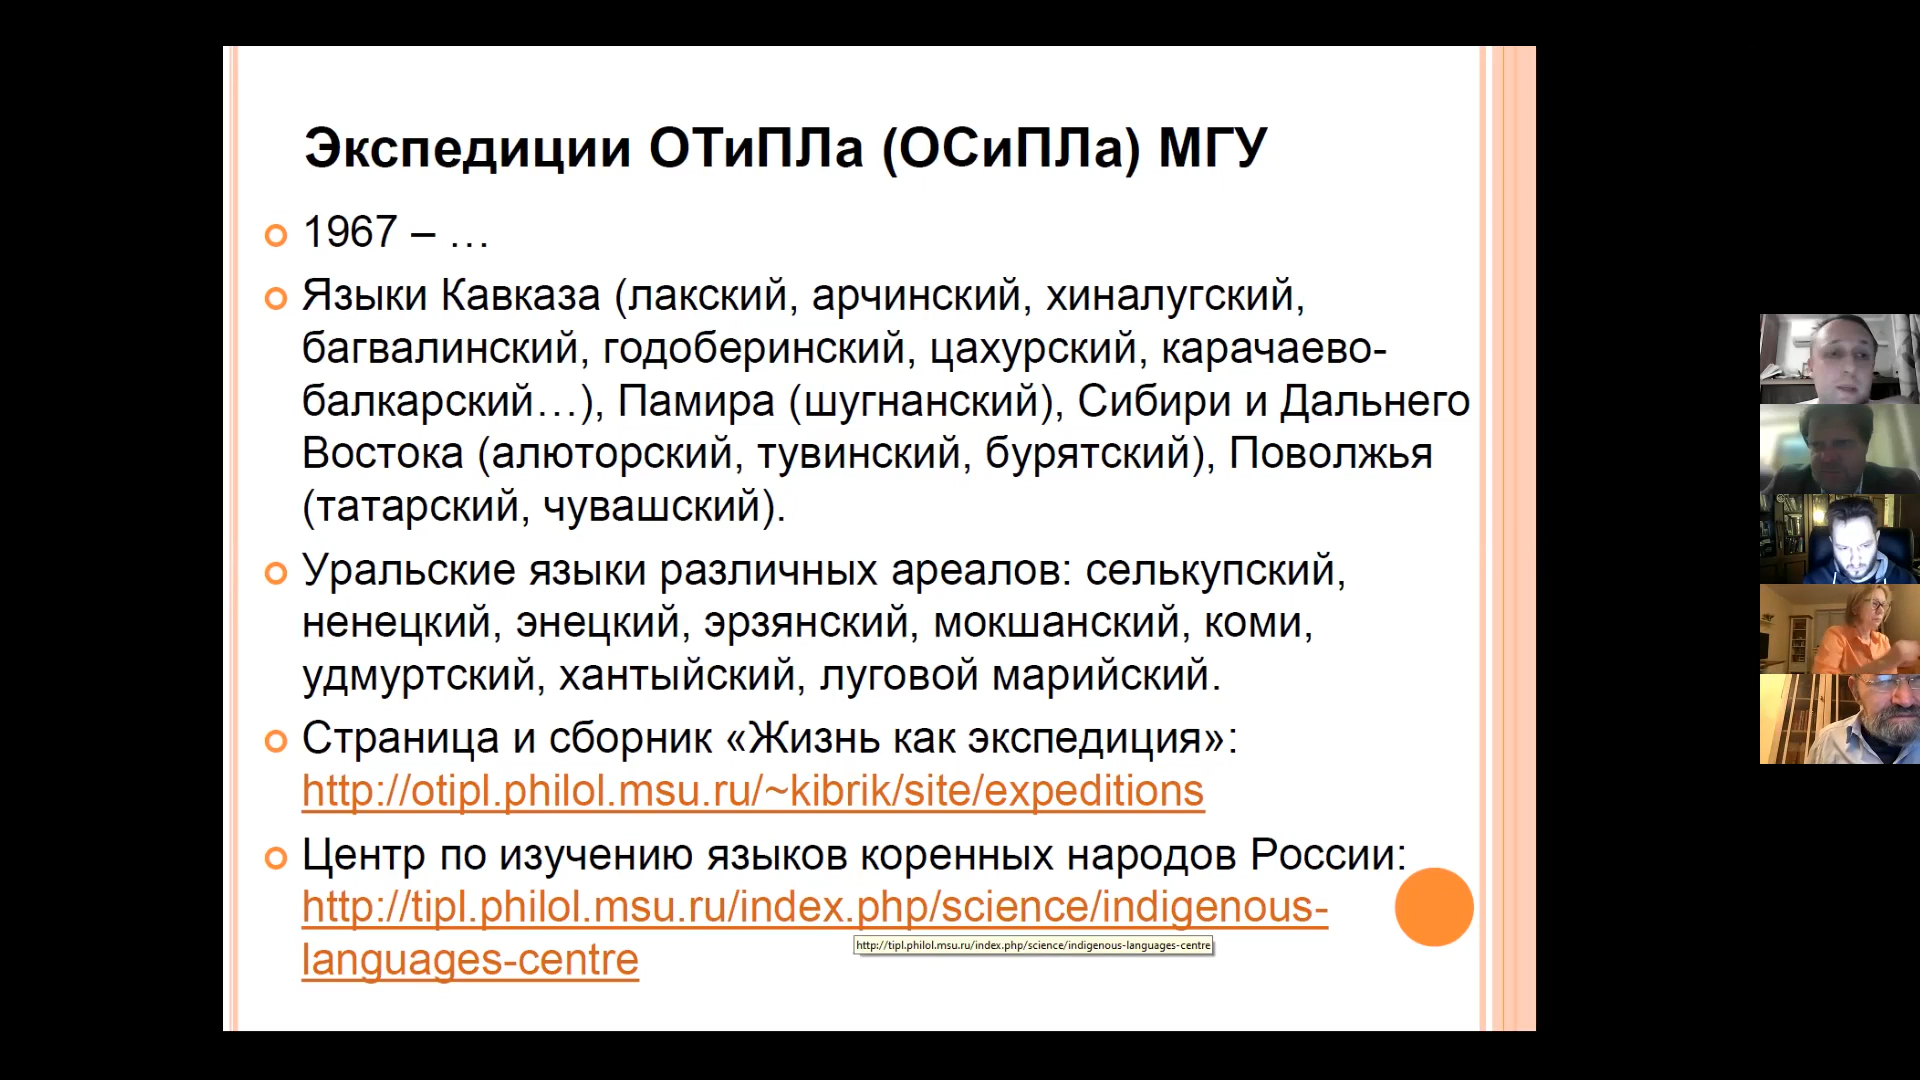 Экспедиции ОТиПЛа (ОСиПЛа) МГУ
1967 – …
Языки Кавказа (лакский, арчинский, хиналугский,
багвалинский, годоберинский, цахурский, карачаево-
балкарский…), Памира (шугнанский), Сибири и Дальнего
Востока (алюторский, тувинский, бурятский), Поволжья
(татарский, чувашский).
Уральские языки различных ареалов: селькупский,
ненецкий, энецкий, эрзянский, мокшанский, коми,
удмуртский, хантыйский, луговой марийский.
Страница и сборник «Жизнь как экспедиция»:
http://otipl.philol.msu.ru/~kibrik/site/expeditions
Центр по изучению языков коренных народов России:
http://tipl.philol.msu.ru/index.php/science/indigenous-
languages-centre
http://tipl.philol.msu.ru/index.php/science/indigenous-languages-centre